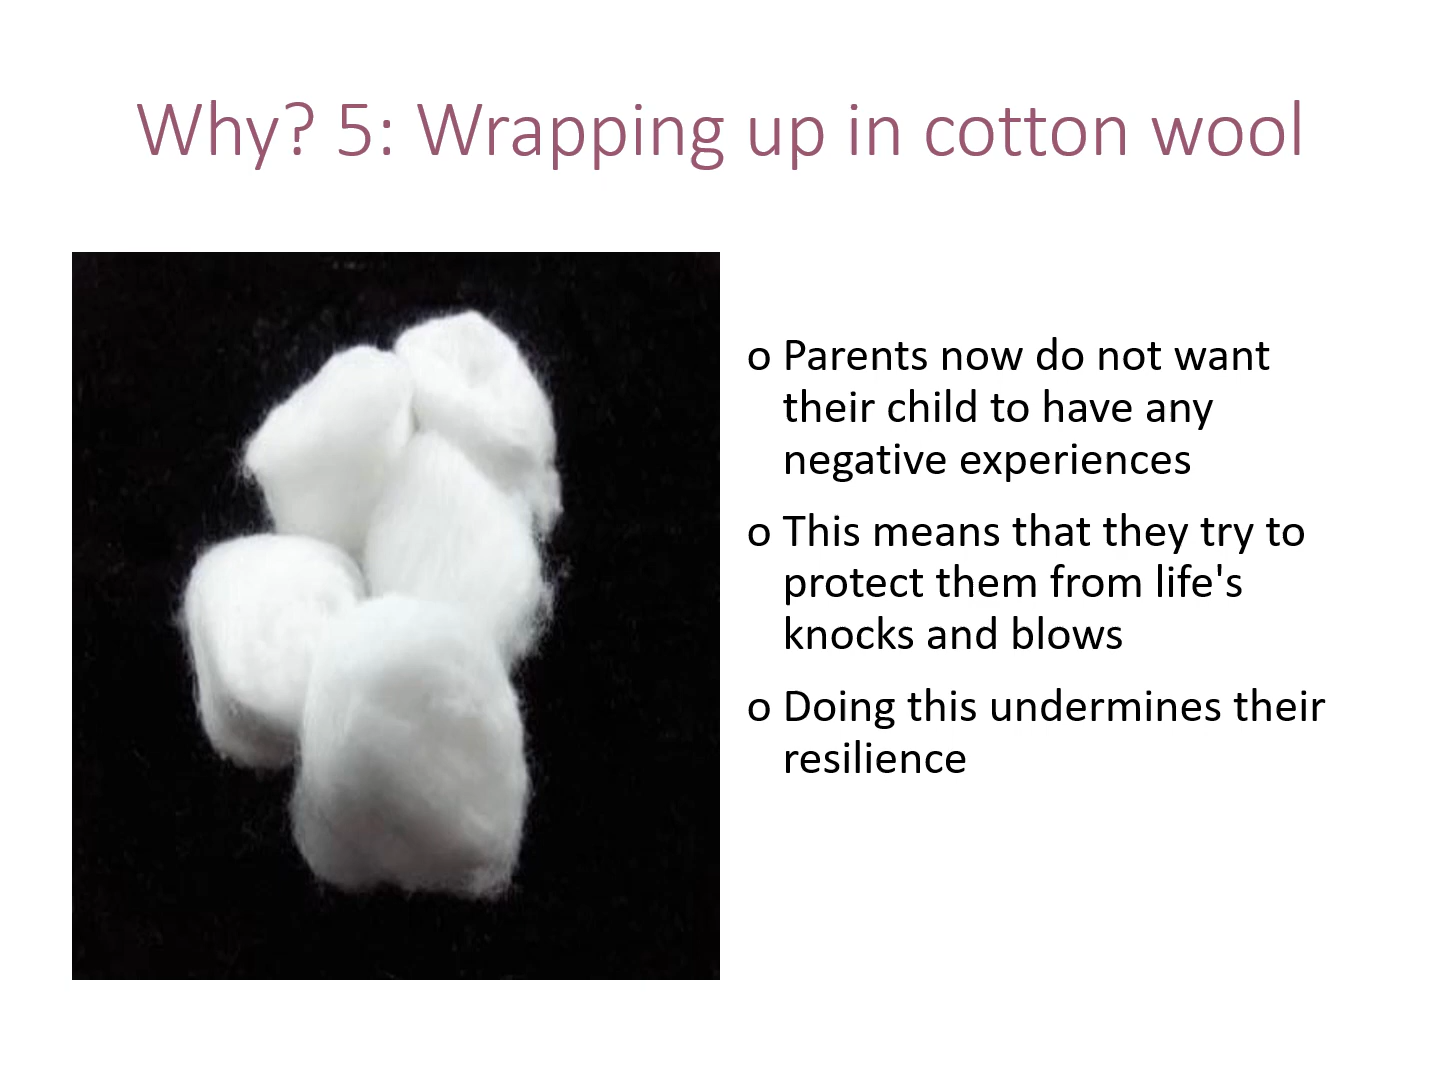 Why? 5: Wrapping up in cotton wool
o Parents now do not want
their child to have any
negative experiences
o This means that they try to
protect them from life's
knocks and blows
o Doing this undermines their
resilience